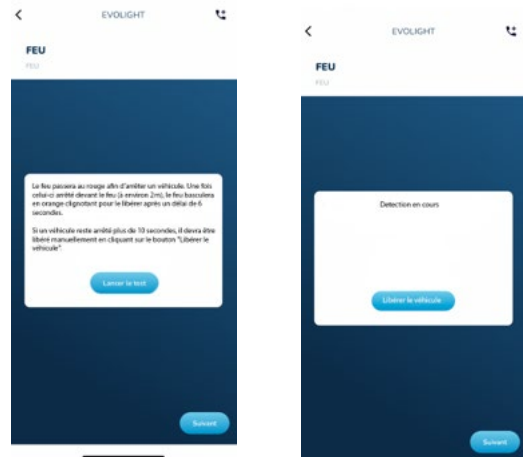 EVOLIGHT
FEU
FEU
Le feu passera au rouge afin d'arrêter un véhicule. Une fois
celui-ci arrêté devant le feu (à environ 2m), le feu basculera
en orange clignotant pour le libérer après un délai de 6
secondes.
Si un véhicule reste arrêté plus de 10 secondes, il devra être
libéré manuellement en cliquant sur le bouton "Libérer le
véhicule".
Lancer le test
Suivant
EVOLIGHT
FEU
FEU
Detection en cours
Libérer le véhicule
Suivant